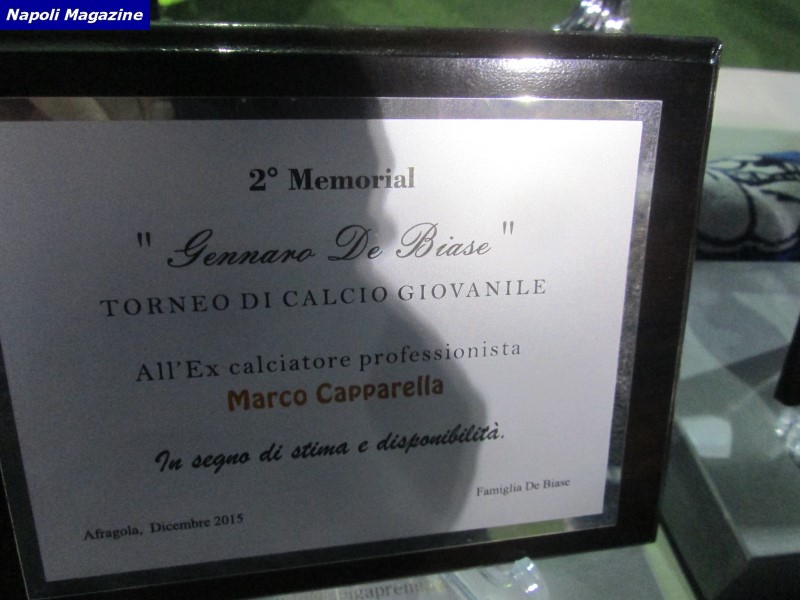 Napoli Magazine
2° Memorial
" Gennaro De Biase "
TORNEO DI CALCIO GIOVANILE
All'Ex calciatore professionista
Marco Capparella
In segno di stima e disponibilità.
Famiglia De Biase
Afragola, Dicembre 2015